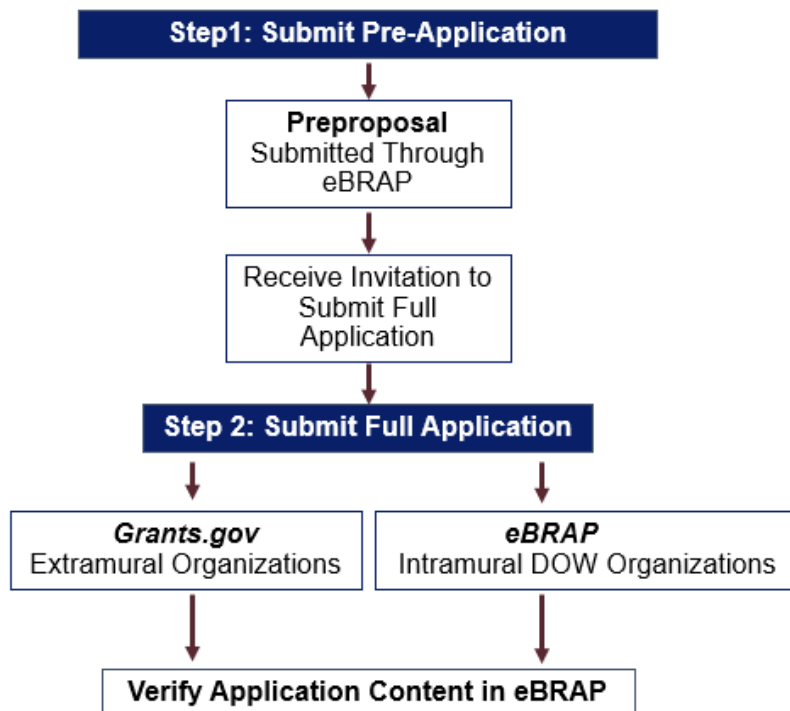 Step1: Submit Pre-Application
Preproposal
Submitted Through
eBRAP
Receive Invitation to
Submit Full
Application
Step 2: Submit Full Application
Grants.gov
Extramural Organizations
eBRAP
Intramural DOW Organizations
Verify Application Content in eBRAP